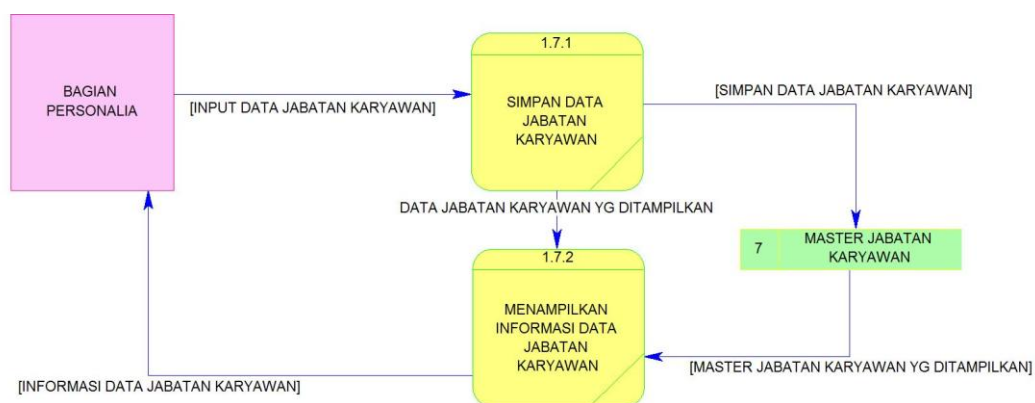 BAGIAN
PERSONALIA
[INPUT DATA JABATAN KARYAWAN]
1.7.1
SIMPAN DATA
JABATAN
KARYAWAN
[SIMPAN DATA JABATAN KARYAWAN]
DATA JABATAN KARYAWAN YG DITAMPILKAN
7
MASTER JABATAN
KARYAWAN
1.7.2
MENAMPILKAN
INFORMASI DATA
JABATAN
KARYAWAN
[MASTER JABATAN KARYAWAN YG DITAMPILKAN]
[INFORMASI DATA JABATAN KARYAWAN]